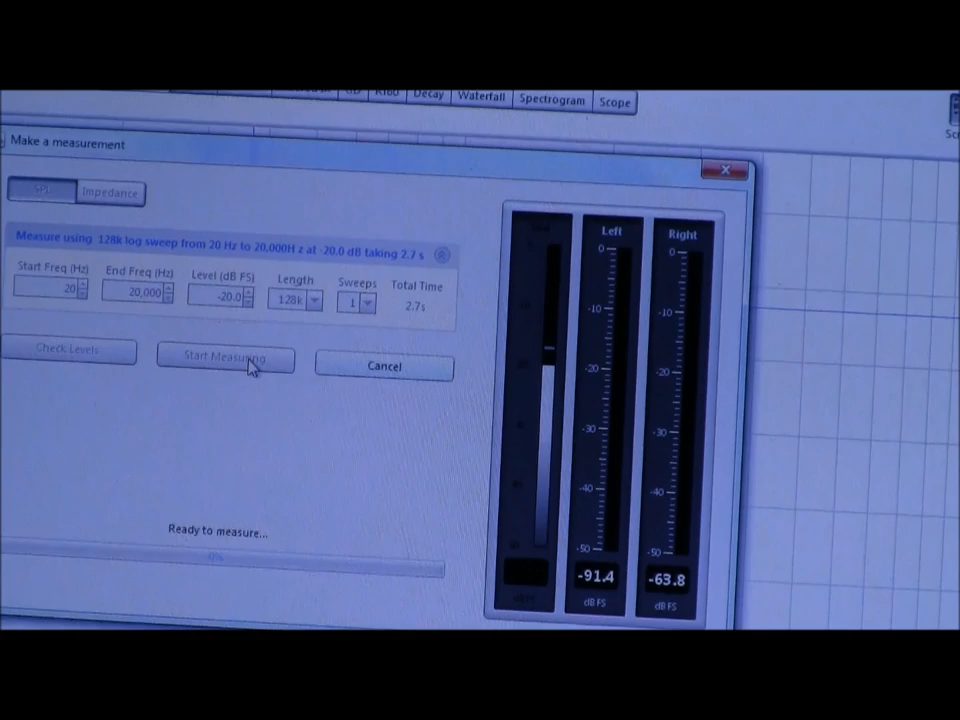 RT60 Decay Waterfall Spectrogram Scope
Make a measurement
SPL Impedance
Measure using 128k log sweep from 20 Hz to 20,000H z at -20.0 dB taking 2.7 s
Start Freq (Hz) End Freq (Hz) Level (dB FS) Length Sweeps Total Time
20 20,000 -20.0 128k 1 2.7s
Check Levels Start Measuring Cancel
Ready to measure...
0%
Left
0
-10
-20
-30
-40
-50
-91.4
dB FS
Right
0
-10
-20
-30
-40
-50
-63.8
dB FS